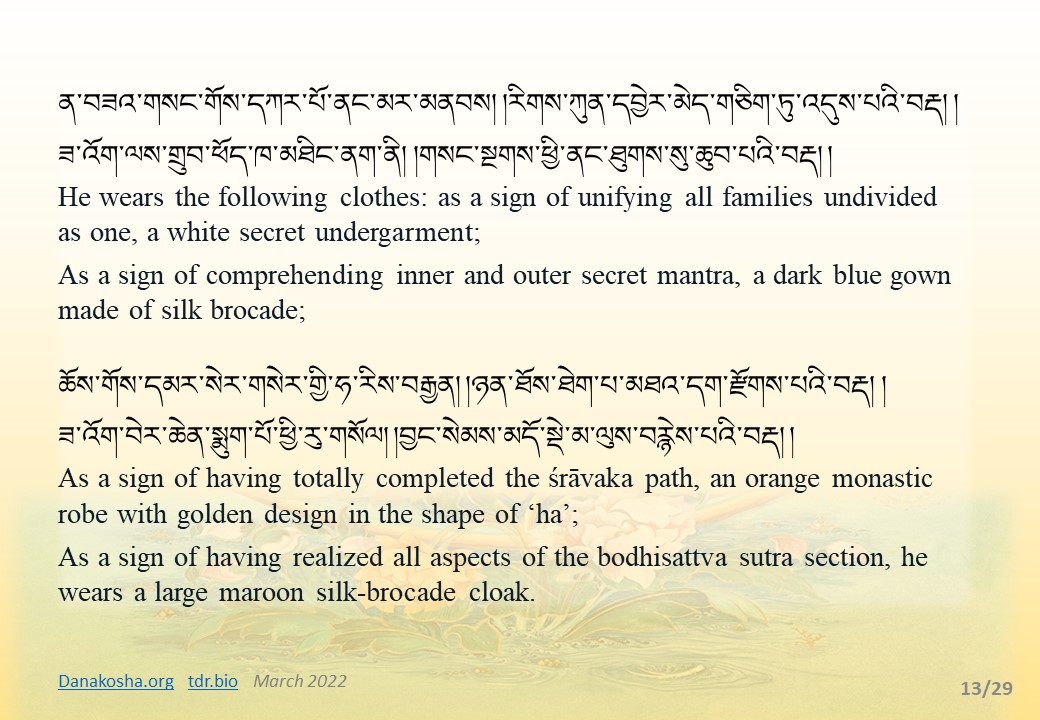 ན་བཟའ་གསང་གོས་དཀར་པོ་ནང་མར་མནབས། །རིགས་ཀུན་དབྱེར་མེད་གཅིག་ཏུ་འདུས་པའི་བརྡ། །
ཟ་འོག་ལས་གྲུབ་ཕོད་ཁ་མཐིང་ནག་ནི། །གསང་སྔགས་ཕྱི་ནང་ཐུགས་སུ་ཆུབ་པའི་བརྡ། །
He wears the following clothes: as a sign of unifying all families undivided
as one, a white secret undergarment;
As a sign of comprehending inner and outer secret mantra, a dark blue gown
made of silk brocade;
ཆོས་གོས་དམར་སེར་གསེར་གྱི་ཧ་རིས་བརྒྱན། །ཉན་ཐོས་ཐེག་པ་མཐའ་དག་རྫོགས་པའི་བརྡ། །
ཟ་འོག་བེར་ཆེན་སྨུག་པོ་ཕྱི་རུ་གསོལ། །བྱང་སེམས་མདོ་སྡེ་མ་ལུས་བརྙེས་པའི་བརྡ། །
As a sign of having totally completed the śrāvaka path, an orange monastic
robe with golden design in the shape of ‘ha’;
As a sign of having realized all aspects of the bodhisattva sutra section, he
wears a large maroon silk-brocade cloak.
Danakosha.org tdr.bio March 2022
13/29